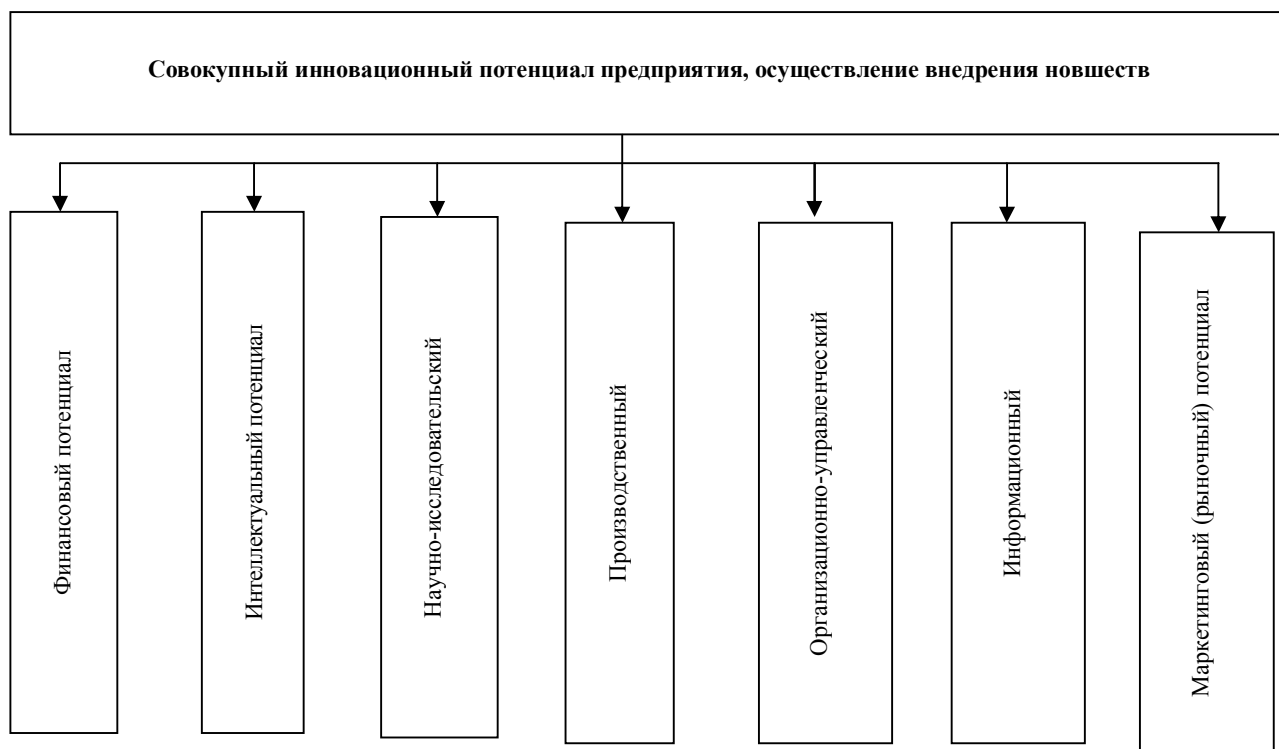 Совокупный инновационный потенциал предприятия, осуществление внедрения новшеств
Финансовый потенциал
Интеллектуальный потенциал
Научно-исследовательский
Производственный
Организационно-управленческий
Информационный
Маркетинговый (рыночный) потенциал